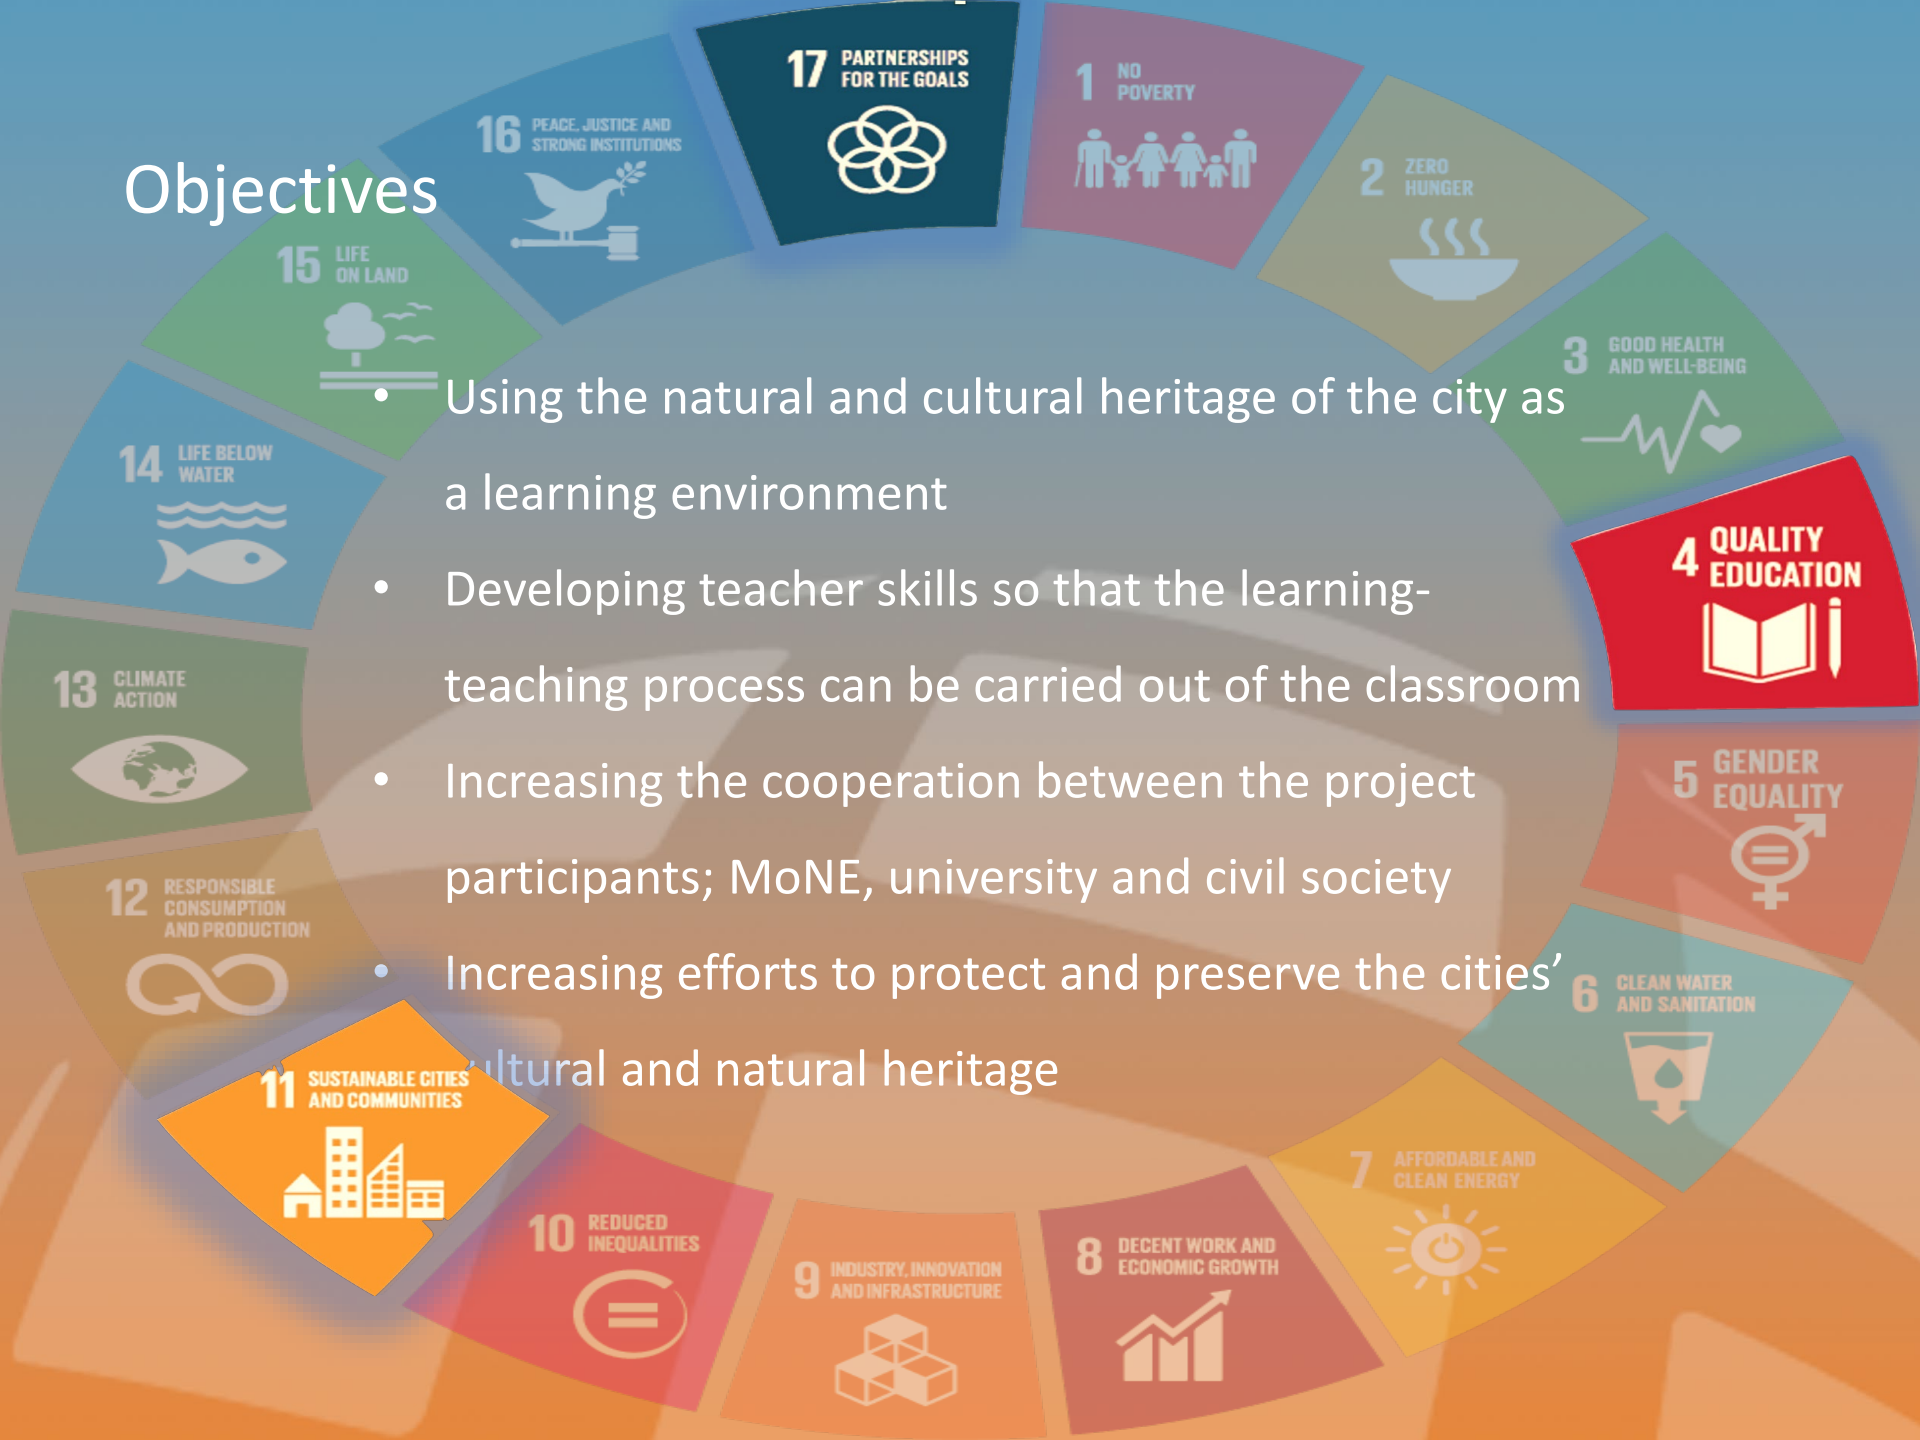 17 PARTNERSHIPS
FOR THE GOALS
1 NO
POVERTY
16 PEACE, JUSTICE AND
STRONG INSTITUTIONS
2 ZERO
HUNGER
Objectives
15 LIFE
ON LAND
3 GOOD HEALTH
AND WELL-BEING
• Using the natural and cultural heritage of the city as
a learning environment
14 LIFE BELOW
WATER
4 QUALITY
EDUCATION
• Developing teacher skills so that the learning-
teaching process can be carried out of the classroom
13 CLIMATE
ACTION
5 GENDER
EQUALITY
• Increasing the cooperation between the project
participants; MoNE, university and civil society
12 RESPONSIBLE
CONSUMPTION
AND PRODUCTION
• Increasing efforts to protect and preserve the cities’
cultural and natural heritage
6 CLEAN WATER
AND SANITATION
11 SUSTAINABLE CITIES
AND COMMUNITIES
7 AFFORDABLE AND
CLEAN ENERGY
10 REDUCED
INEQUALITIES
9 INDUSTRY, INNOVATION
AND INFRASTRUCTURE
8 DECENT WORK AND
ECONOMIC GROWTH